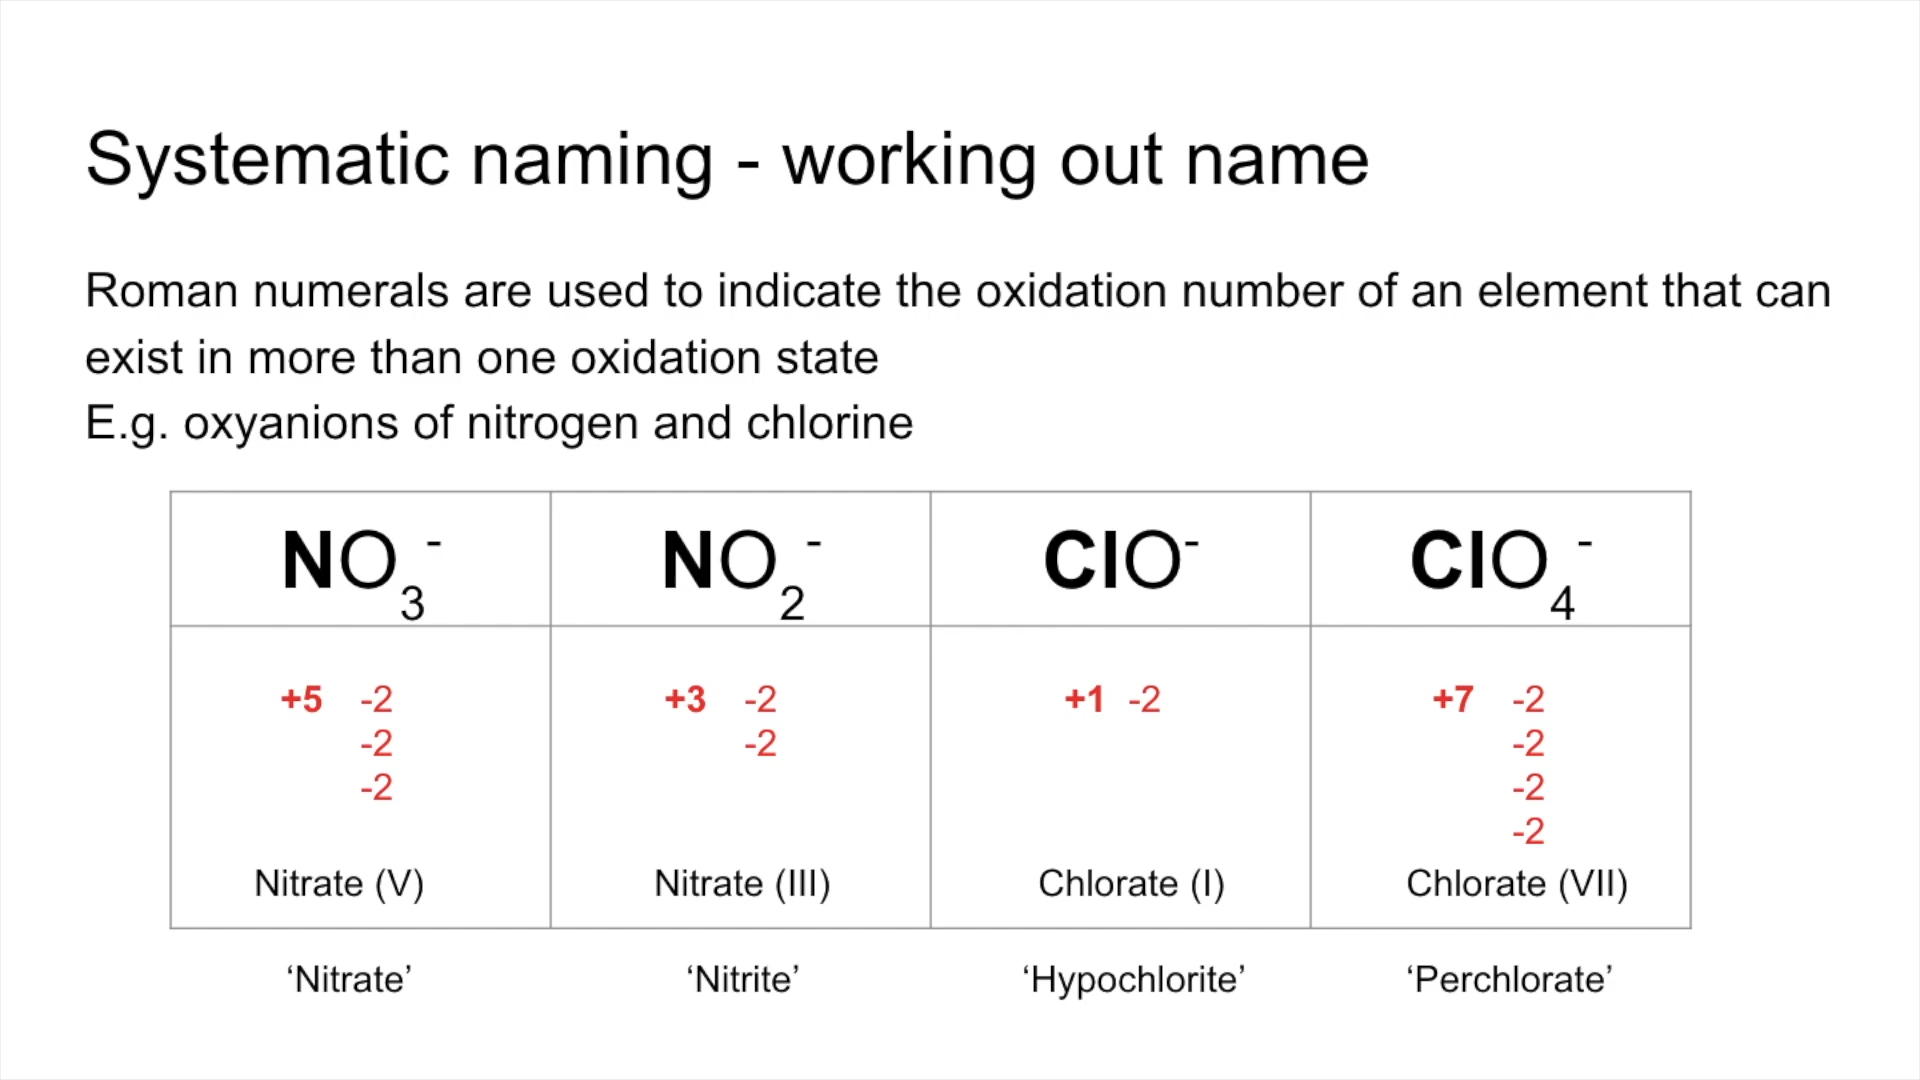 Systematic naming - working out name
Roman numerals are used to indicate the oxidation number of an element that can
exist in more than one oxidation state
E.g. oxyanions of nitrogen and chlorine
NO₃⁻ NO₂⁻ ClO⁻ ClO₄⁻
+5 -2 +3 -2 +1 -2 +7 -2
-2 -2 -2
-2 -2
-2
Nitrate (V) Nitrate (III) Chlorate (I) Chlorate (VII)
‘Nitrate’ ‘Nitrite’ ‘Hypochlorite’ ‘Perchlorate’